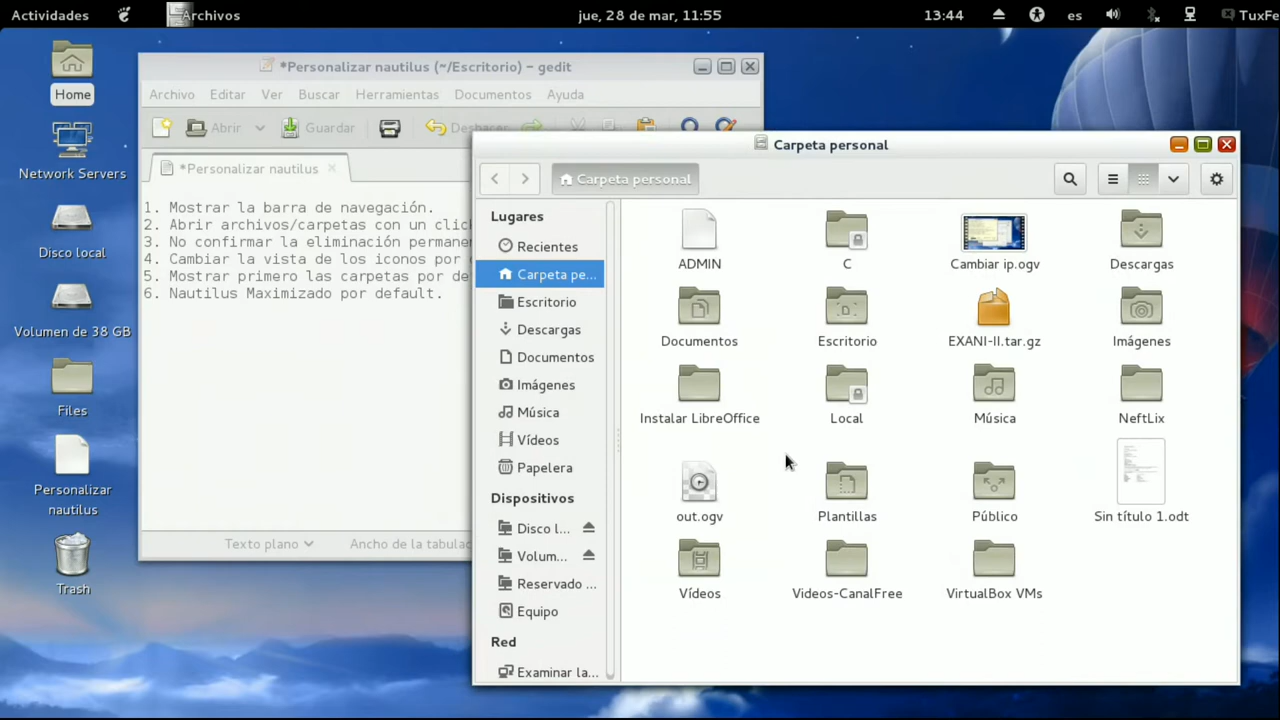 Actividades
Archivos
jue, 28 de mar, 11:55
13:44
es
TuxFe
Home
Network Servers
Disco local
Volumen de 38 GB
Files
Personalizar
nautilus
Trash
*Personalizar nautilus (~/Escritorio) – gedit
Archivo Editar Ver Buscar Herramientas Documentos Ayuda
Abrir Guardar Deshacer
*Personalizar nautilus
1. Mostrar la barra de navegación.
2. Abrir archivos/carpetas con un click
3. No confirmar la eliminación permane
4. Cambiar la vista de los iconos por
5. Mostrar primero las carpetas por de
6. Nautilus Maximizado por default.
Texto plano Ancho de la tabulac
Carpeta personal
Carpeta personal
Lugares
Recientes
Carpeta pe...
Escritorio
Descargas
Documentos
Imágenes
Música
Vídeos
Papelera
Dispositivos
Disco l...
Volum...
Reservado ...
Equipo
Red
Examinar la...
ADMIN C Cambiar ip.ogv Descargas
Documentos Escritorio EXANI-II.tar.gz Imágenes
Instalar LibreOffice Local Música NeftLix
out.ogv Plantillas Público Sin título 1.odt
Vídeos Videos-CanalFree VirtualBox VMs